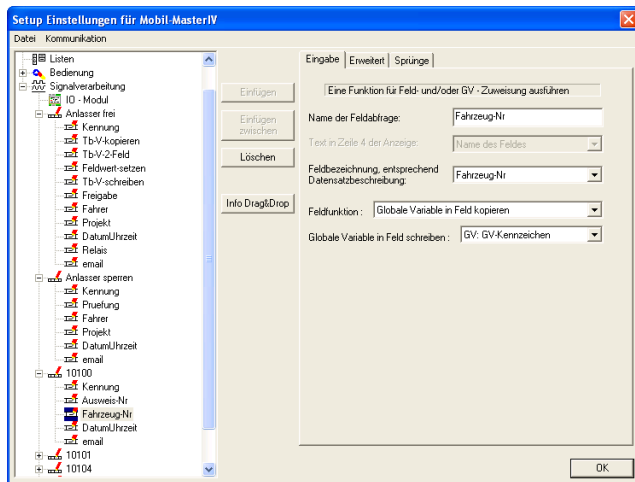 Setup Einstellungen für Mobil-MasterIV
Datei Kommunikation
Listen
Bedienung
Signalverarbeitung
IO - Modul
Anlasser frei
Kennung
Tb-V-kopieren
Tb-V-2-Feld
Feldwert-setzen
Tb-V-schreiben
Freigabe
Fahrer
Projekt
DatumUhrzeit
Relais
email
Anlasser sperren
Kennung
Pruefung
Fahrer
Projekt
DatumUhrzeit
email
10100
Kennung
Ausweis-Nr
Fahrzeug-Nr
DatumUhrzeit
email
10101
10104
Einfügen
Einfügen
zwischen
Löschen
Info Drag&Drop
Eingabe Erweitert Sprünge
Eine Funktion für Feld- und/oder GV - Zuweisung ausführen
Name der Feldabfrage: Fahrzeug-Nr
Text in Zeile 4 der Anzeige: Name des Feldes
Feldbezeichnung, entsprechend
Datensatzbeschreibung: Fahrzeug-Nr
Feldfunktion : Globale Variable in Feld kopieren
Globale Variable in Feld schreiben : GV: GV-Kennzeichen
OK